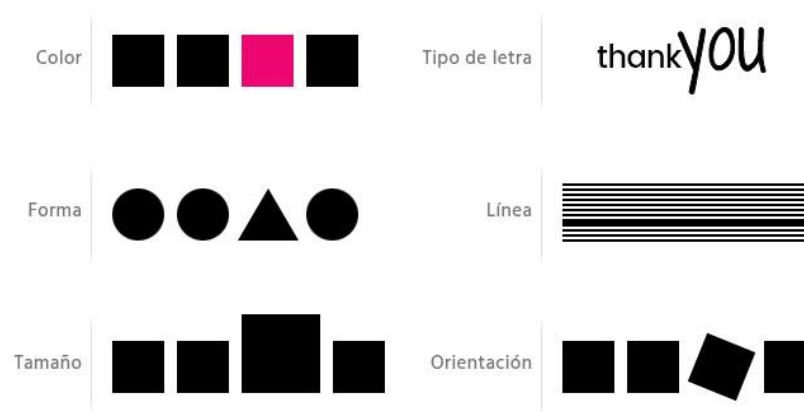 Color
Tipo de letra
thankyou
Forma
Línea
Tamaño
Orientación